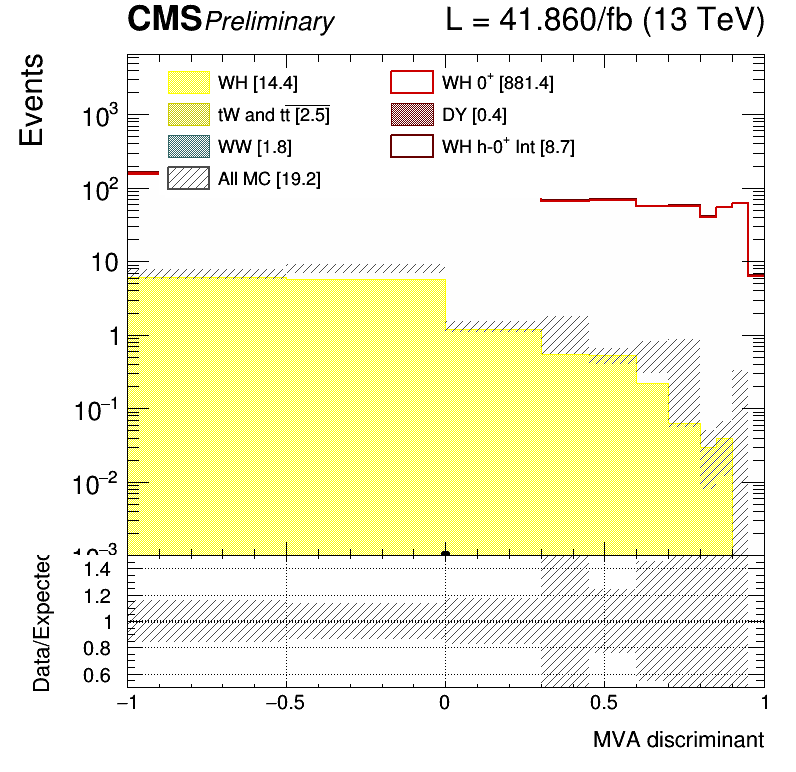 CMS Preliminary L = 41.860/fb (13 TeV)
Events
WH [14.4] WH 0⁺ [881.4]
tW and tt̅ [2.5] DY [0.4]
WW [1.8] WH h-0⁺ Int [8.7]
All MC [19.2]
10³
10²
10
1
10⁻¹
10⁻²
Data/Expected
1.4
1.2
1
0.8
0.6
−1 −0.5 0 0.5 1
MVA discriminant